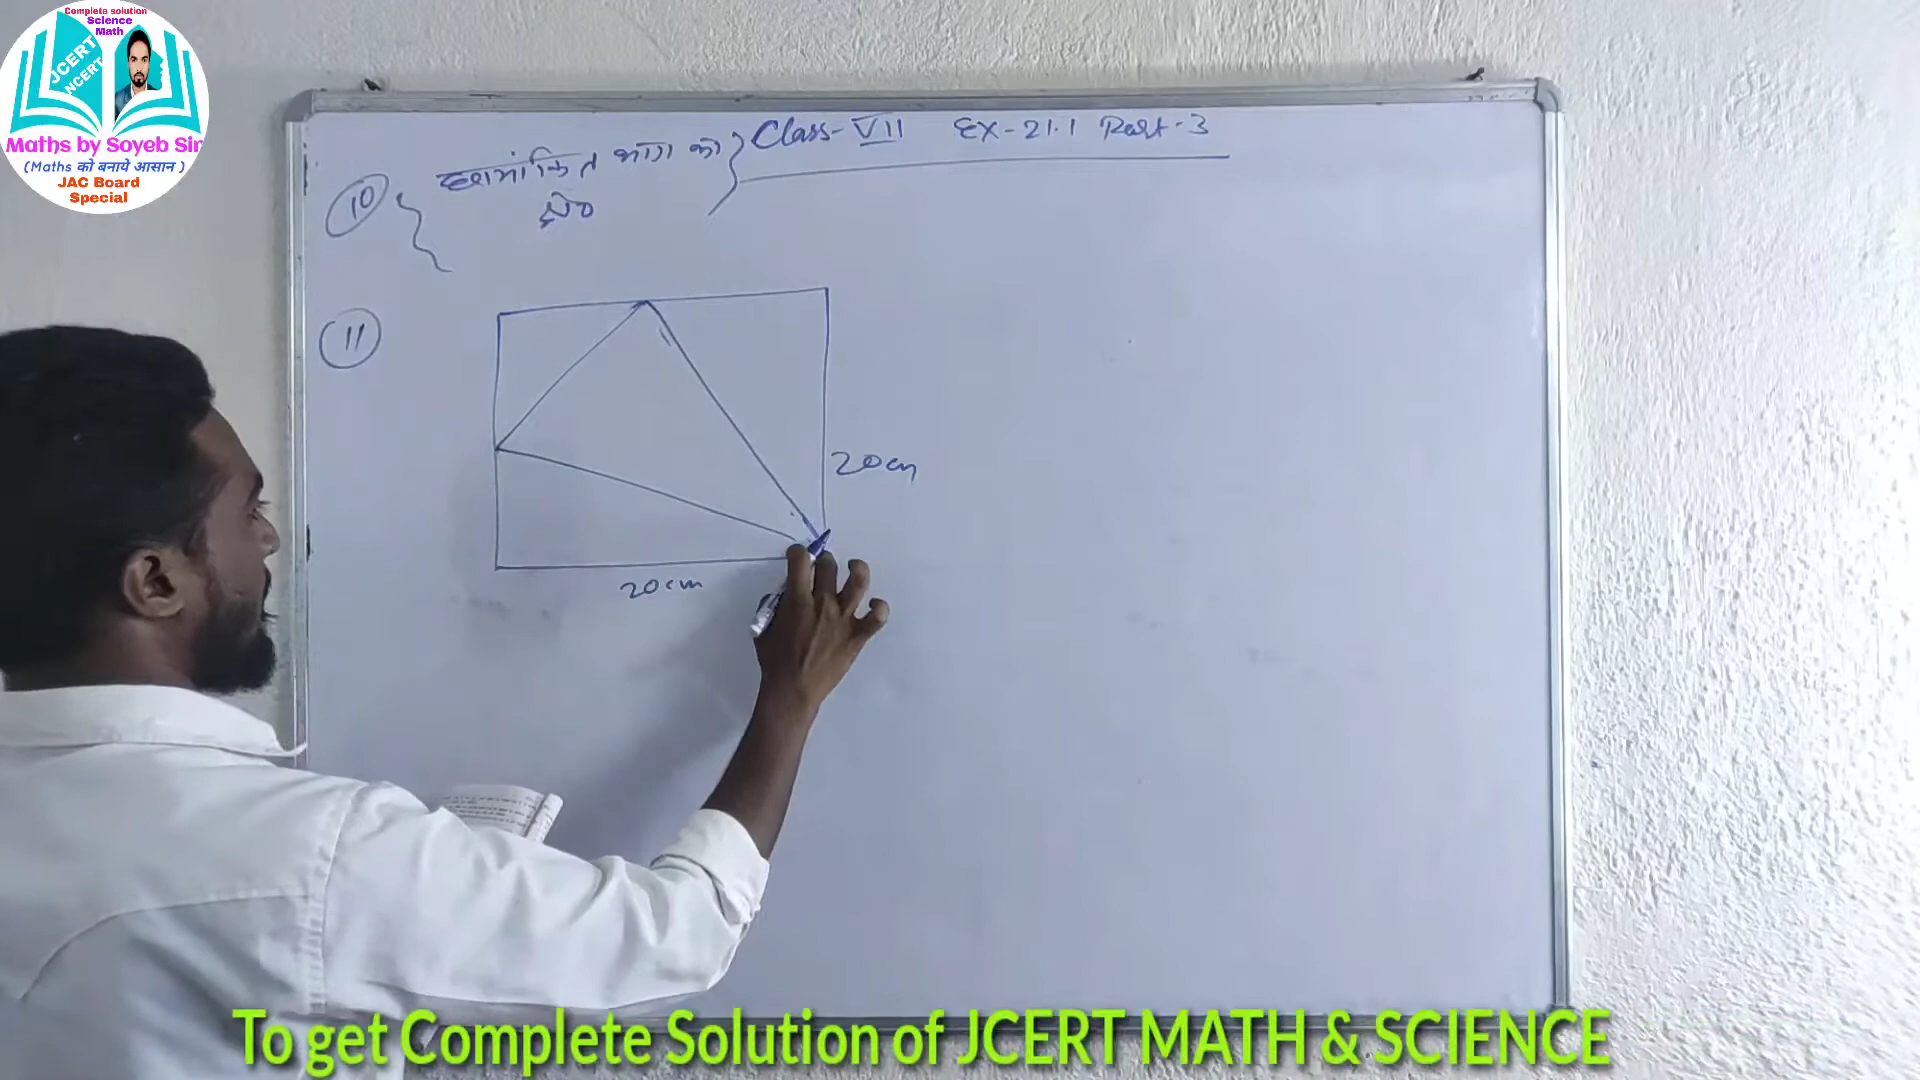 Complete solution
Science
Math
JCERT
NCERT
Maths by Soyeb Sir
(Maths को बनाये आसान )
JAC Board
Special
Class-VII Ex-21.1 Part-3
10 छायांकित भाग का
क्षेत्र
11
20cm
20cm
To get Complete Solution of JCERT MATH & SCIENCE